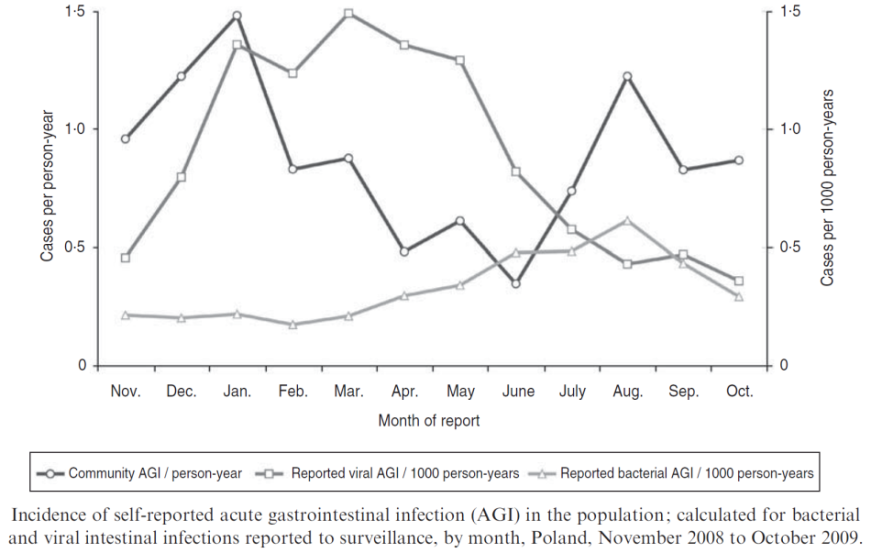 1·5
1·0
0·5
0
Cases per person-year
1·5
1·0
0·5
0
Cases per 1000 person-years
Nov. Dec. Jan. Feb. Mar. Apr. May June July Aug. Sep. Oct.
Month of report
Community AGI / person-year Reported viral AGI / 1000 person-years Reported bacterial AGI / 1000 person-years
Incidence of self-reported acute gastrointestinal infection (AGI) in the population; calculated for bacterial
and viral intestinal infections reported to surveillance, by month, Poland, November 2008 to October 2009.